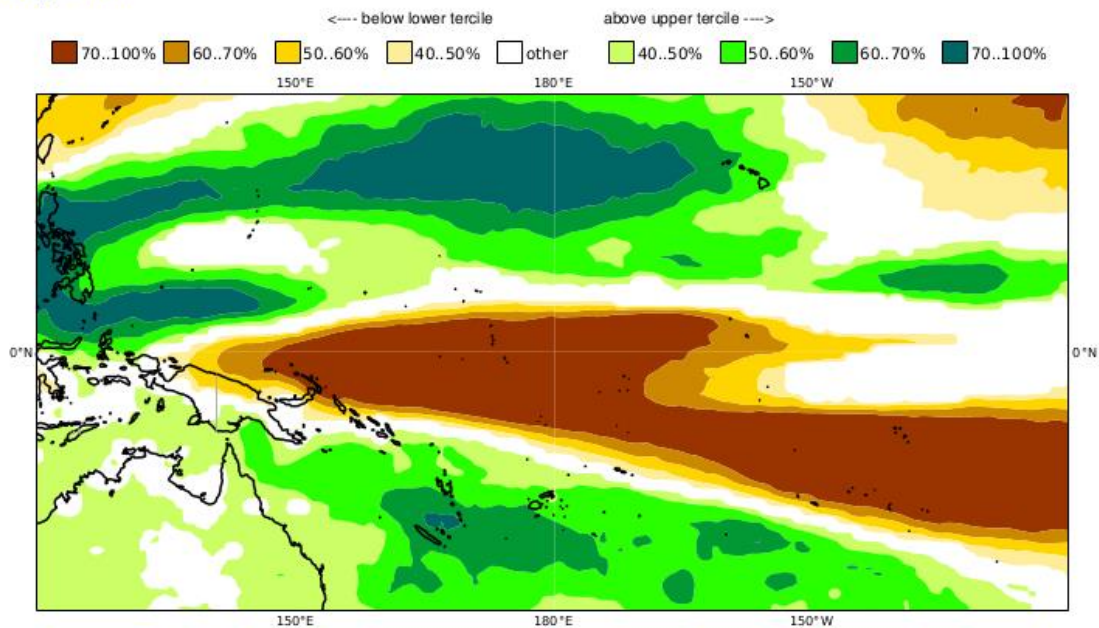 <---- below lower tercile above upper tercile ---->
70..100% 60..70% 50..60% 40..50% other 40..50% 50..60% 60..70% 70..100%
150°E 180°E 150°W
0°N 0°N
150°E 180°E 150°W